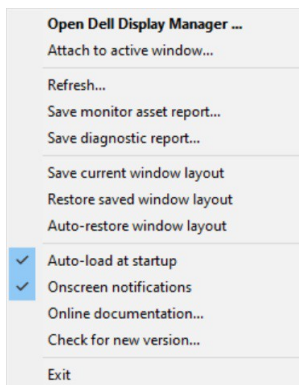 Open Dell Display Manager ...
Attach to active window...
Refresh...
Save monitor asset report...
Save diagnostic report...
Save current window layout
Restore saved window layout
Auto-restore window layout
Auto-load at startup
Onscreen notifications
Online documentation...
Check for new version...
Exit